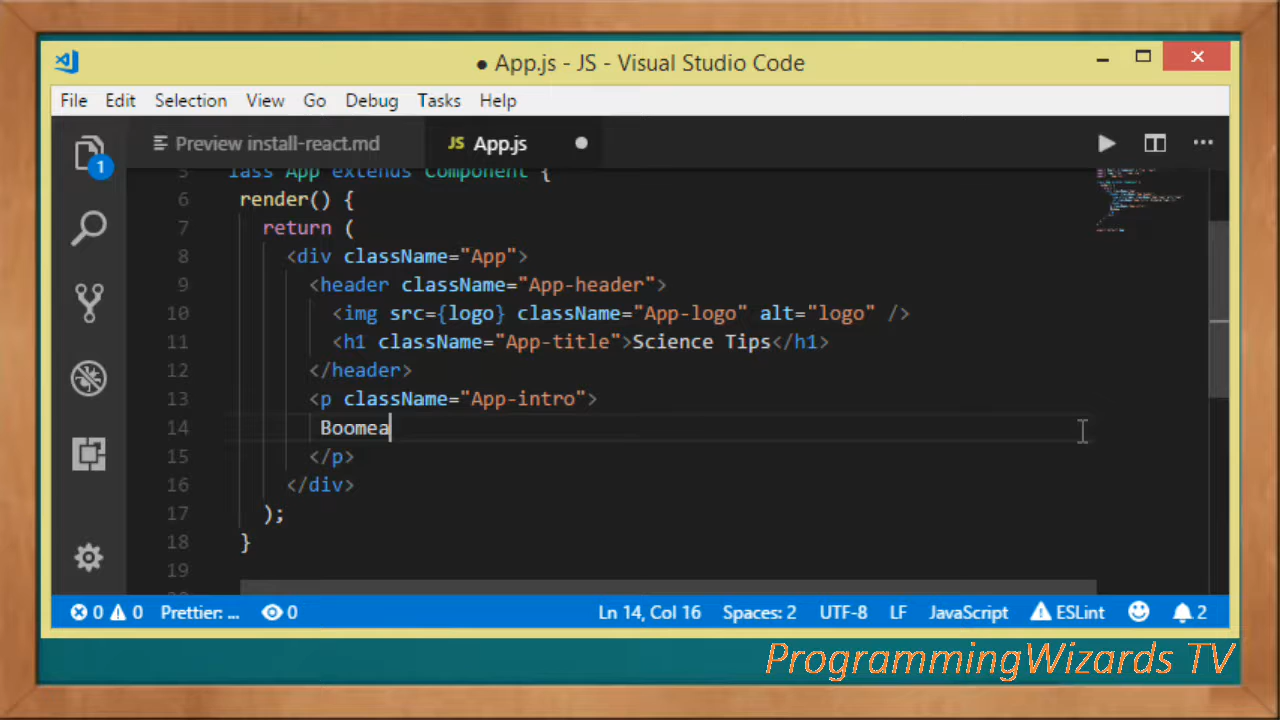 ● App.js - JS - Visual Studio Code
File Edit Selection View Go Debug Tasks Help
1
Preview install-react.md JS App.js
5 lass App extends Component {
6 render() {
7 return (
8 <div className="App">
9 <header className="App-header">
10 <img src={logo} className="App-logo" alt="logo" />
11 <h1 className="App-title">Science Tips</h1>
12 </header>
13 <p className="App-intro">
14 Boomea
15 </p>
16 </div>
17 );
18 }
19
0 0 Prettier: ... 0 Ln 14, Col 16 Spaces: 2 UTF-8 LF JavaScript ESLint 2
ProgrammingWizards TV